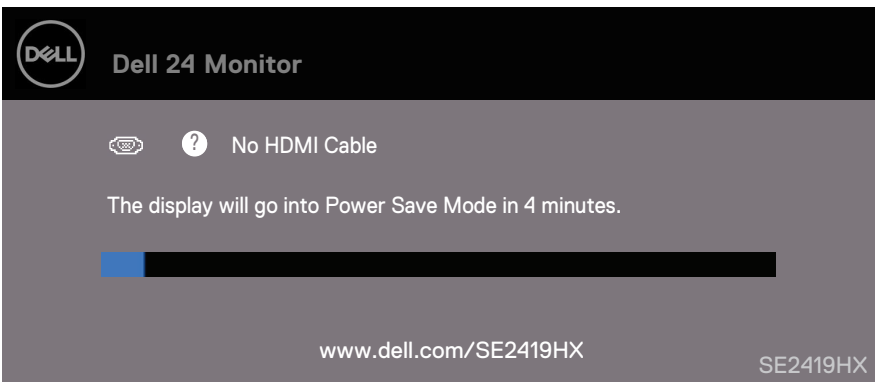 DELL
Dell 24 Monitor
? No HDMI Cable
The display will go into Power Save Mode in 4 minutes.
www.dell.com/SE2419HX
SE2419HX